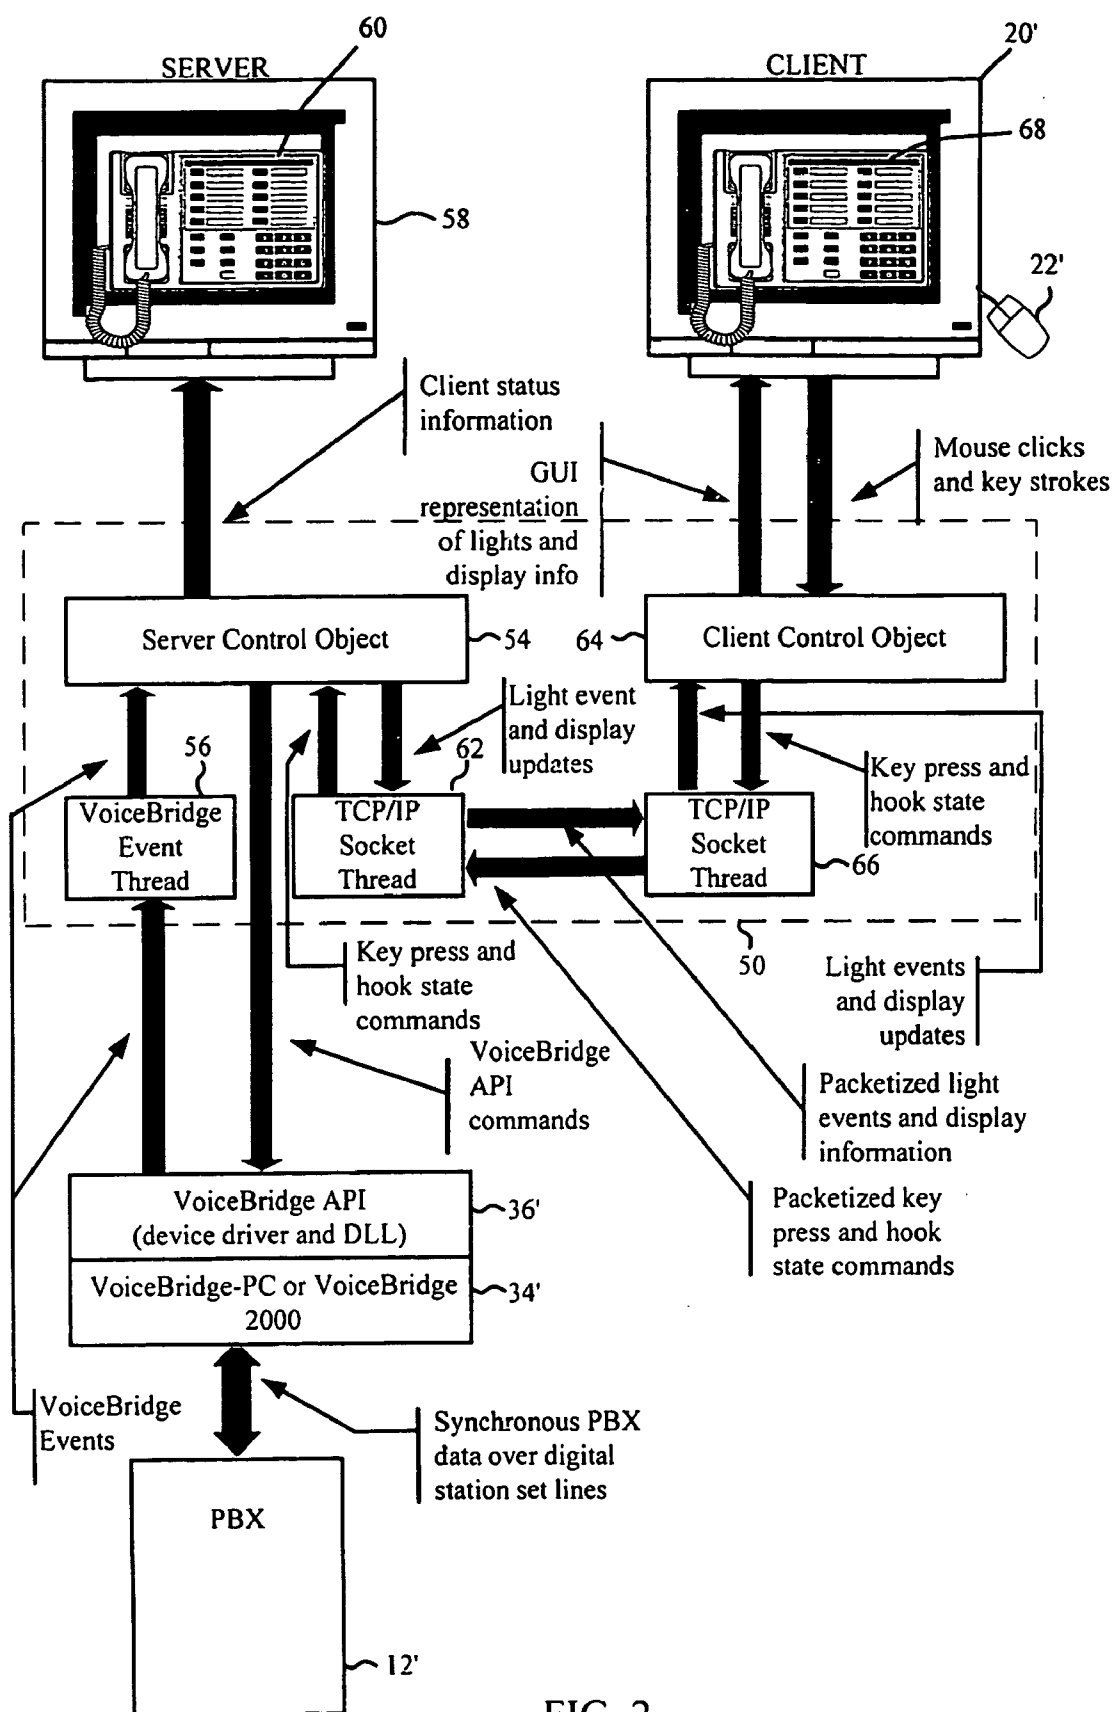 60
20'
SERVER
CLIENT
68
58
22'
Client status
information
Mouse clicks
and key strokes
GUI
representation
of lights and
display info
Server Control Object
54
64
Client Control Object
Light event
and display
updates
56
62
Key press and
hook state
commands
VoiceBridge
Event
Thread
TCP/IP
Socket
Thread
TCP/IP
Socket
Thread
66
50
Key press and
hook state
commands
Light events
and display
updates
VoiceBridge
API
commands
Packetized light
events and display
information
VoiceBridge API
(device driver and DLL)
36'
Packetized key
press and hook
state commands
VoiceBridge-PC or VoiceBridge
2000
34'
VoiceBridge
Events
Synchronous PBX
data over digital
station set lines
PBX
12'
FIG. 2